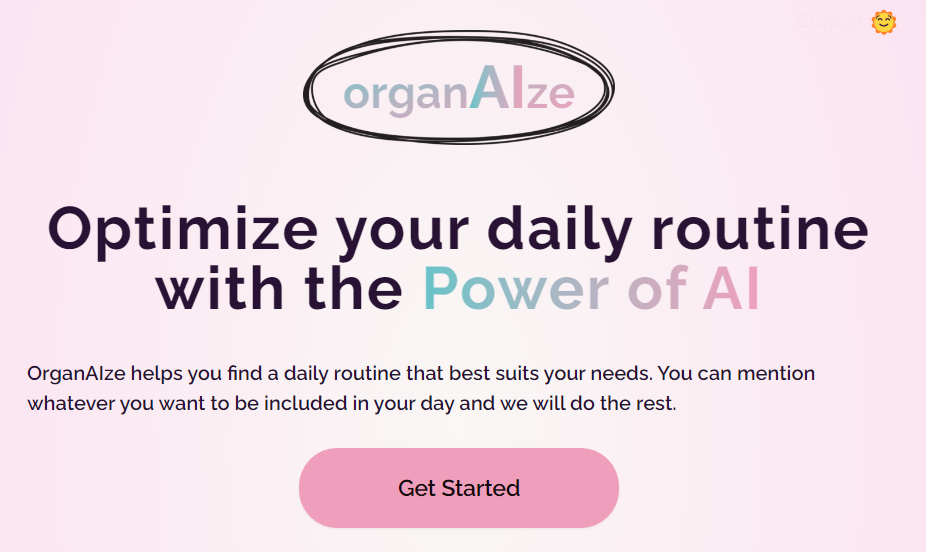 organAIze
Optimize your daily routine
with the Power of AI
OrganAIze helps you find a daily routine that best suits your needs. You can mention
whatever you want to be included in your day and we will do the rest.
Get Started